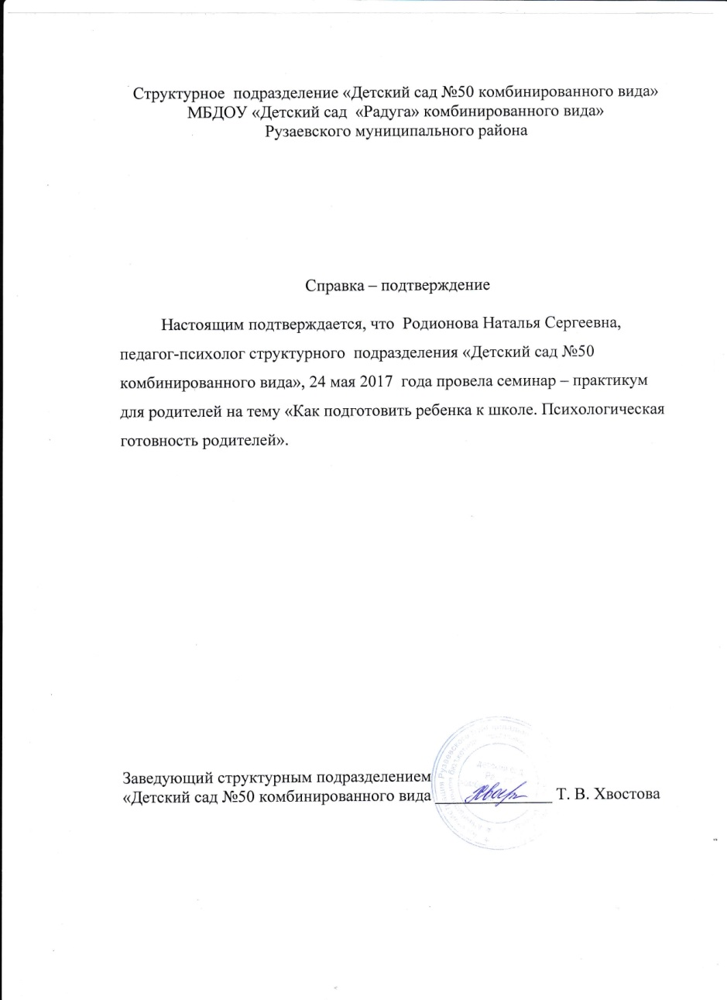 Структурное подразделение «Детский сад №50 комбинированного вида»
МБДОУ «Детский сад «Радуга» комбинированного вида»
Рузаевского муниципального района
Справка – подтверждение
Настоящим подтверждается, что Родионова Наталья Сергеевна,
педагог-психолог структурного подразделения «Детский сад №50
комбинированного вида», 24 мая 2017 года провела семинар – практикум
для родителей на тему «Как подготовить ребенка к школе. Психологическая
готовность родителей».
Заведующий структурным подразделением
«Детский сад №50 комбинированного вида ______________ Т. В. Хвостова